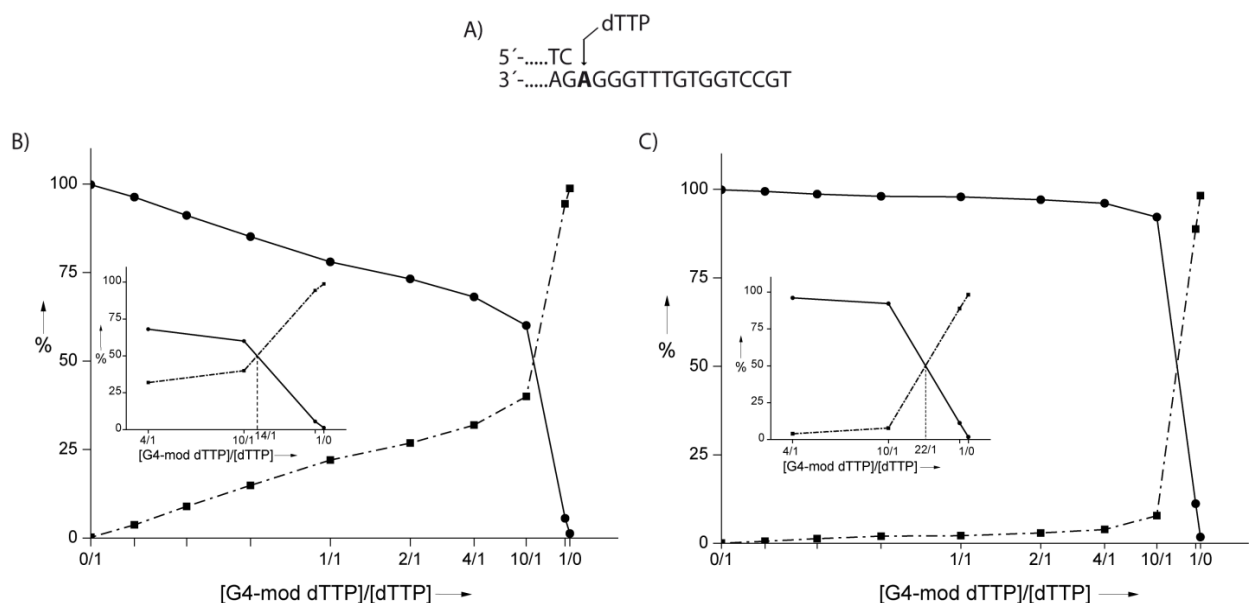 A)
dTTP
5´-.....TC
3´-.....AGAGGGTTTGTGGTCCGT
B)
100
75
50
25
0
%
0/1 1/1 2/1 4/1 10/1 1/0
[G4-mod dTTP]/[dTTP]
100
75
50
25
0
%
4/1 10/1 14/1 1/0
[G4-mod dTTP]/[dTTP]
C)
100
75
50
25
0
%
0/1 1/1 2/1 4/1 10/1 1/0
[G4-mod dTTP]/[dTTP]
100
75
50
25
0
%
4/1 10/1 22/1 1/0
[G4-mod dTTP]/[dTTP]